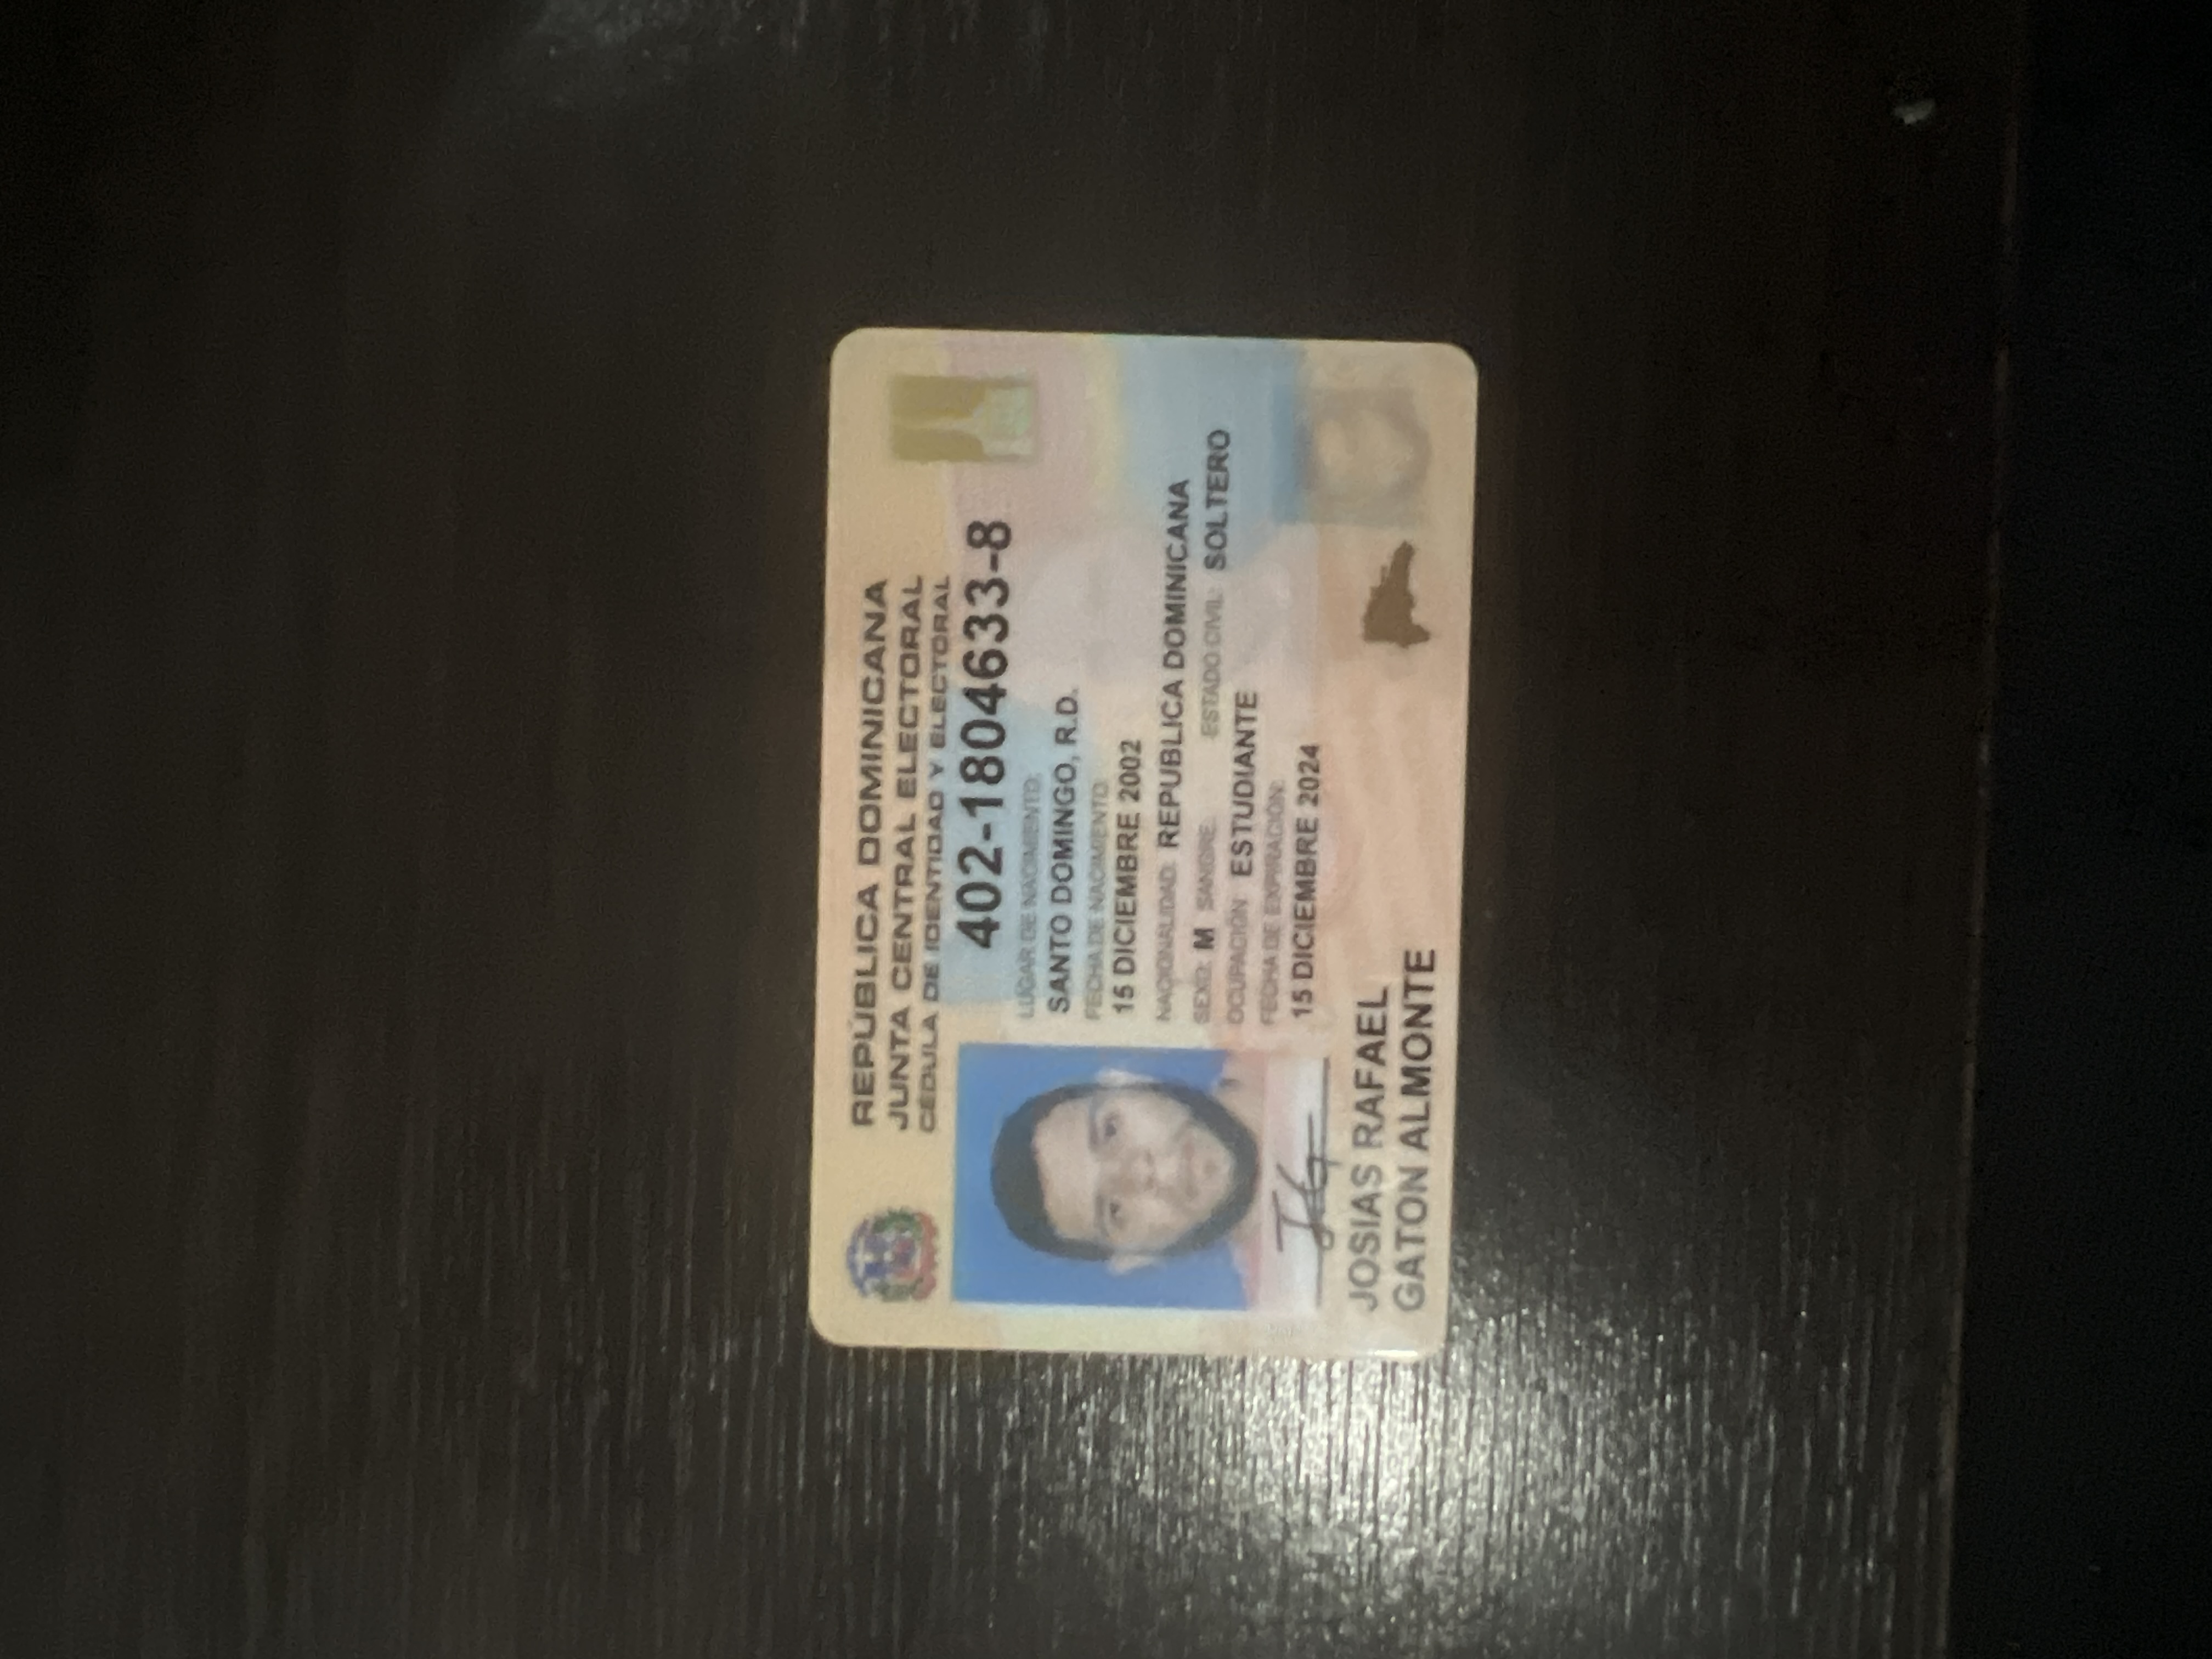 REPÚBLICA DOMINICANA
JUNTA CENTRAL ELECTORAL
CÉDULA DE IDENTIDAD Y ELECTORAL
402-1804633-8
LUGAR DE NACIMIENTO:
SANTO DOMINGO, R.D.
FECHA DE NACIMIENTO:
15 DICIEMBRE 2002
NACIONALIDAD: REPUBLICA DOMINICANA
SEXO: M SANGRE: ESTADO CIVIL: SOLTERO
OCUPACIÓN: ESTUDIANTE
FECHA DE EXPIRACIÓN:
15 DICIEMBRE 2024
JG
JOSIAS RAFAEL
GATON ALMONTE